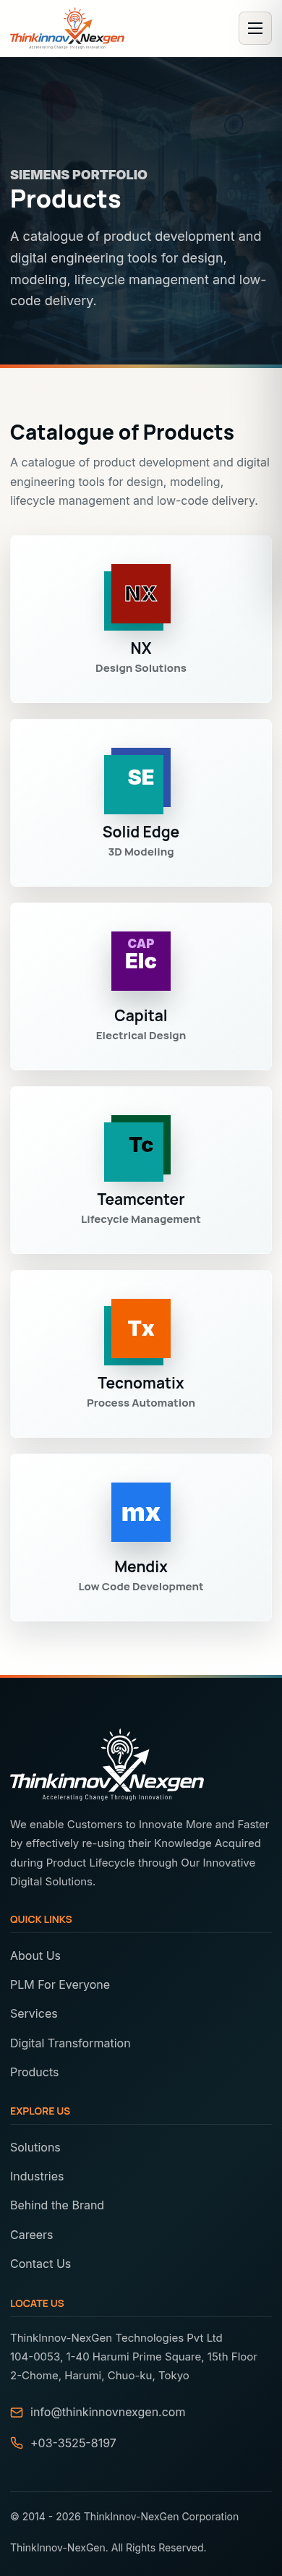 Thinkinnov Nexgen
Accelerating Change Through Innovation
SIEMENS PORTFOLIO
Products
A catalogue of product development and
digital engineering tools for design,
modeling, lifecycle management and low-
code delivery.
Catalogue of Products
A catalogue of product development and digital
engineering tools for design, modeling,
lifecycle management and low-code delivery.
NX
NX
Design Solutions
SE
Solid Edge
3D Modeling
CAP
Elc
Capital
Electrical Design
Tc
Teamcenter
Lifecycle Management
Tx
Tecnomatix
Process Automation
mx
Mendix
Low Code Development
Thinkinnov Nexgen
Accelerating Change Through Innovation
We enable Customers to Innovate More and Faster
by effectively re-using their Knowledge Acquired
during Product Lifecycle through Our Innovative
Digital Solutions.
QUICK LINKS
About Us
PLM For Everyone
Services
Digital Transformation
Products
EXPLORE US
Solutions
Industries
Behind the Brand
Careers
Contact Us
LOCATE US
ThinkInnov-NexGen Technologies Pvt Ltd
104-0053, 1-40 Harumi Prime Square, 15th Floor
2-Chome, Harumi, Chuo-ku, Tokyo
info@thinkinnovnexgen.com
+03-3525-8197
© 2014 - 2026 ThinkInnov-NexGen Corporation
ThinkInnov-NexGen. All Rights Reserved.